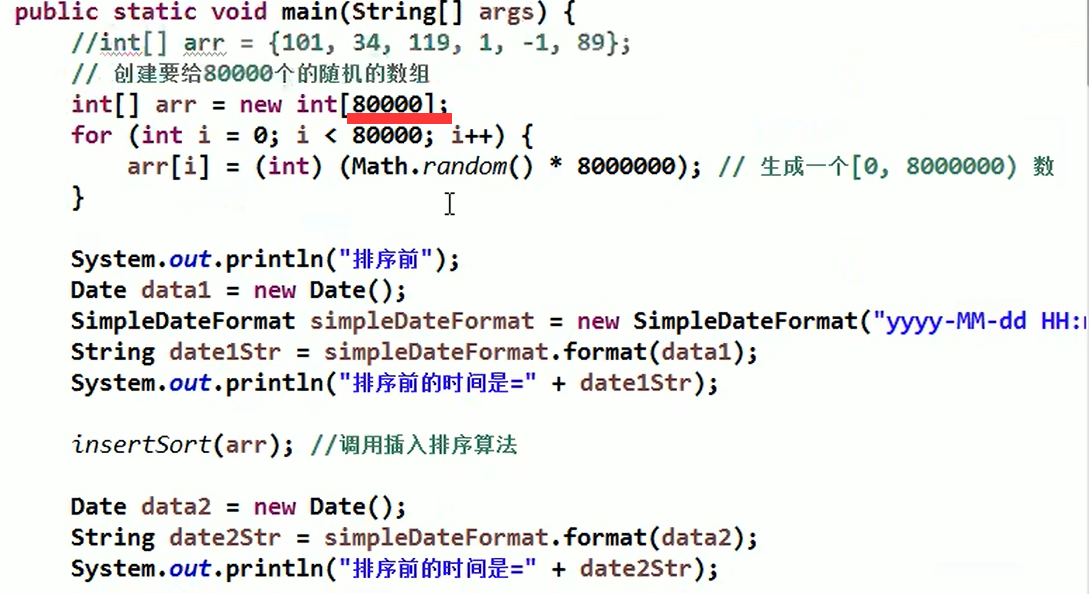 public static void main(String[] args) {
//int[] arr = {101, 34, 119, 1, -1, 89};
// 创建要给80000个的随机的数组
int[] arr = new int[80000];
for (int i = 0; i < 80000; i++) {
arr[i] = (int) (Math.random() * 8000000); // 生成一个[0, 8000000) 数
}
System.out.println("排序前");
Date data1 = new Date();
SimpleDateFormat simpleDateFormat = new SimpleDateFormat("yyyy-MM-dd HH:
String date1Str = simpleDateFormat.format(data1);
System.out.println("排序前的时间是=" + date1Str);
insertSort(arr); //调用插入排序算法
Date data2 = new Date();
String date2Str = simpleDateFormat.format(data2);
System.out.println("排序前的时间是=" + date2Str);